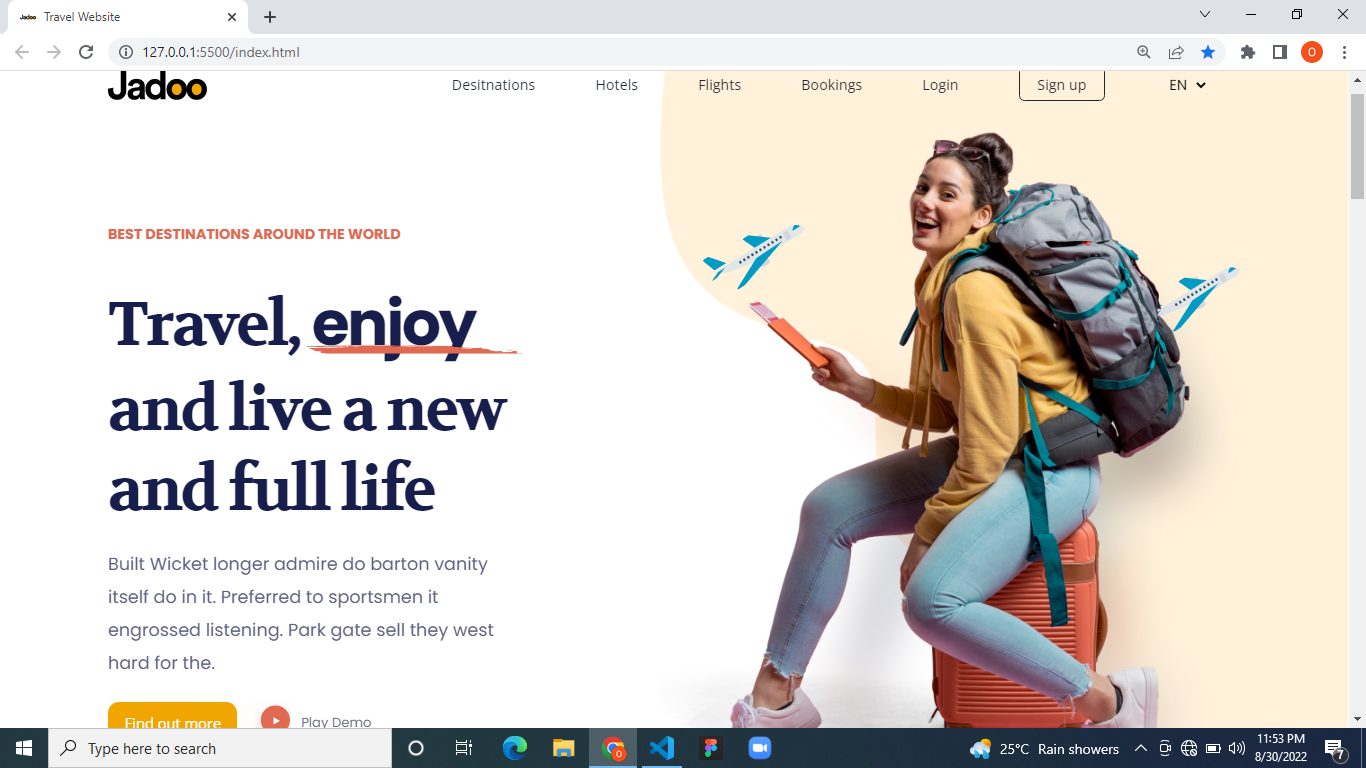 Jadoo Travel Website
127.0.0.1:5500/index.html
O
Jadoo Desitnations Hotels Flights Bookings Login Sign up EN
BEST DESTINATIONS AROUND THE WORLD
Travel, enjoy
and live a new
and full life
Built Wicket longer admire do barton vanity
itself do in it. Preferred to sportsmen it
engrossed listening. Park gate sell they west
hard for the.
Find out more Play Demo
Type here to search
O
25°C Rain showers
11:53 PM
8/30/2022
7